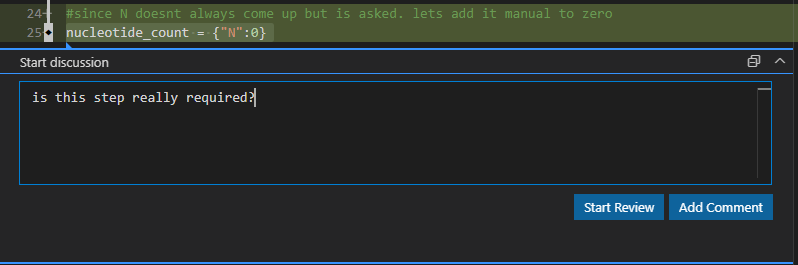 24 #since N doesnt always come up but is asked. lets add it manual to zero
25 nucleotide_count = {"N":0}
Start discussion
is this step really required?
Start Review Add Comment